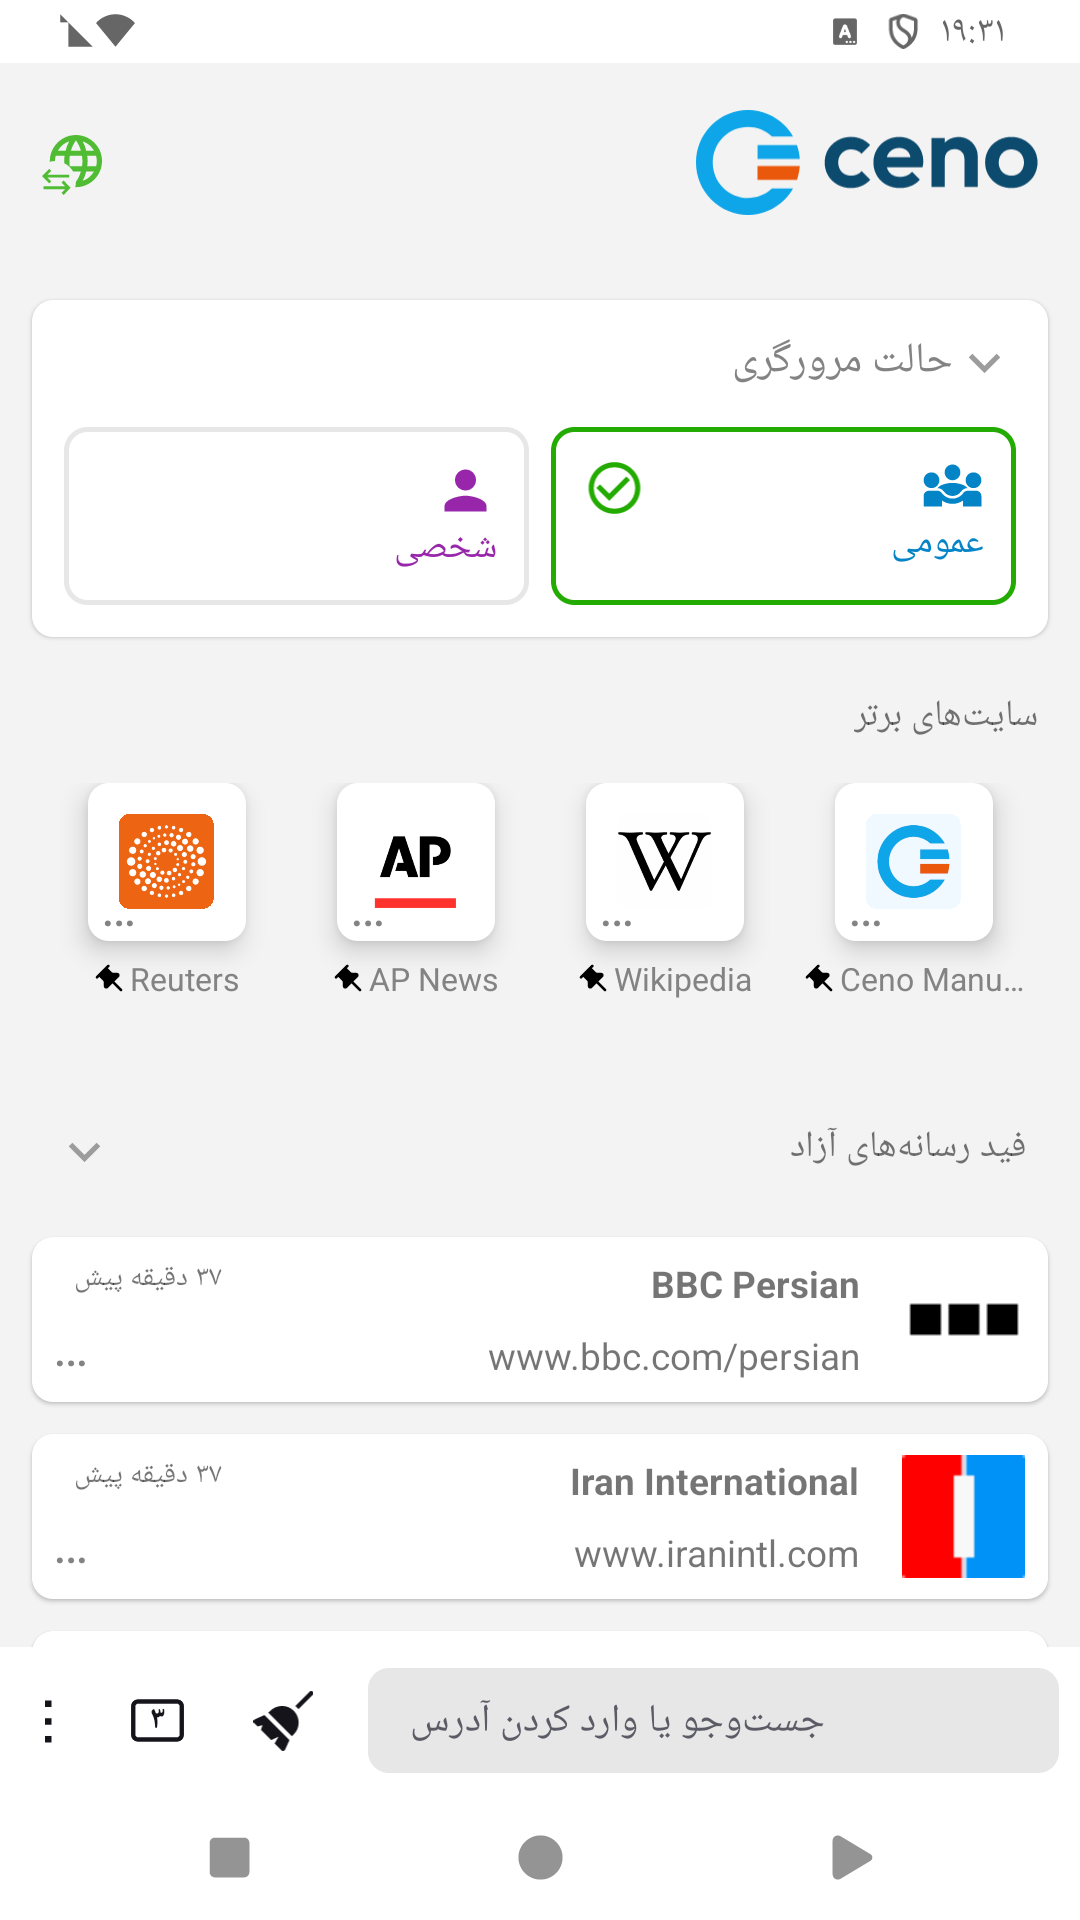 ۱۹:۳۱
ceno
حالت مرورگری
عمومی
شخصی
سایت‌های برتر
AP
W
Ceno Manu...
Wikipedia
AP News
Reuters
فید رسانه‌های آزاد
BBC Persian
۳۷ دقیقه پیش
www.bbc.com/persian
Iran International
۳۷ دقیقه پیش
www.iranintl.com
جست‌وجو یا وارد کردن آدرس
۳